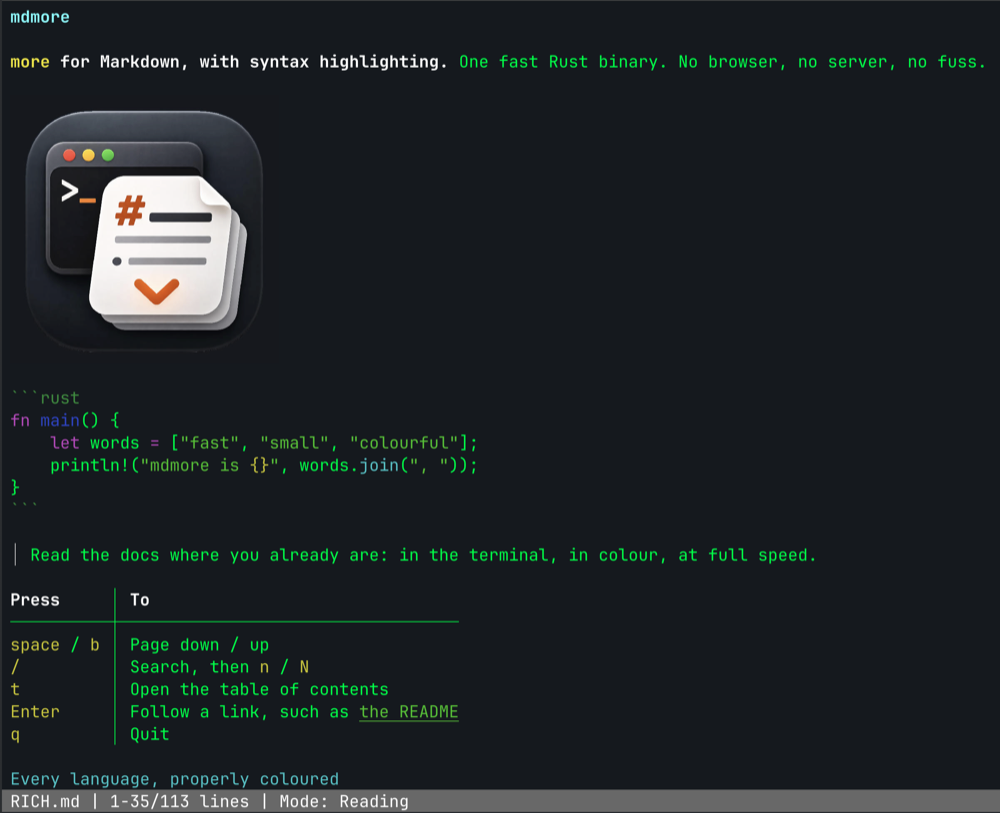 mdmore
more for Markdown, with syntax highlighting. One fast Rust binary. No browser, no server, no fuss.
>_
#
```rust
fn main() {
    let words = ["fast", "small", "colourful"];
    println!("mdmore is {}", words.join(", "));
}
```
Read the docs where you already are: in the terminal, in colour, at full speed.
Press To
space / b Page down / up
/ Search, then n / N
t Open the table of contents
Enter Follow a link, such as the README
q Quit
Every language, properly coloured
RICH.md | 1-35/113 lines | Mode: Reading